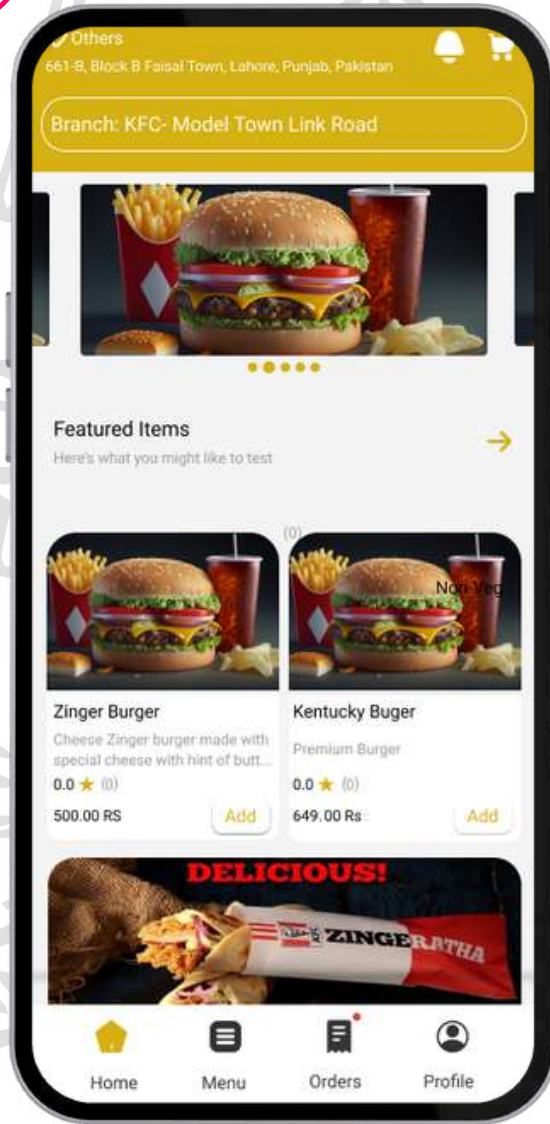 Others
661-B, Block B Faisal Town, Lahore, Punjab, Pakistan
Branch: KFC- Model Town Link Road
Featured Items
Here's what you might like to test
(0)
Non-Veg
Zinger Burger
Cheese Zinger burger made with
special cheese with hint of butt...
0.0 ★ (0)
500.00 RS
Add
Kentucky Buger
Premium Burger
0.0 ★ (0)
649.00 Rs
Add
DELICIOUS!
KFC
ZINGERATHA
Home
Menu
Orders
Profile